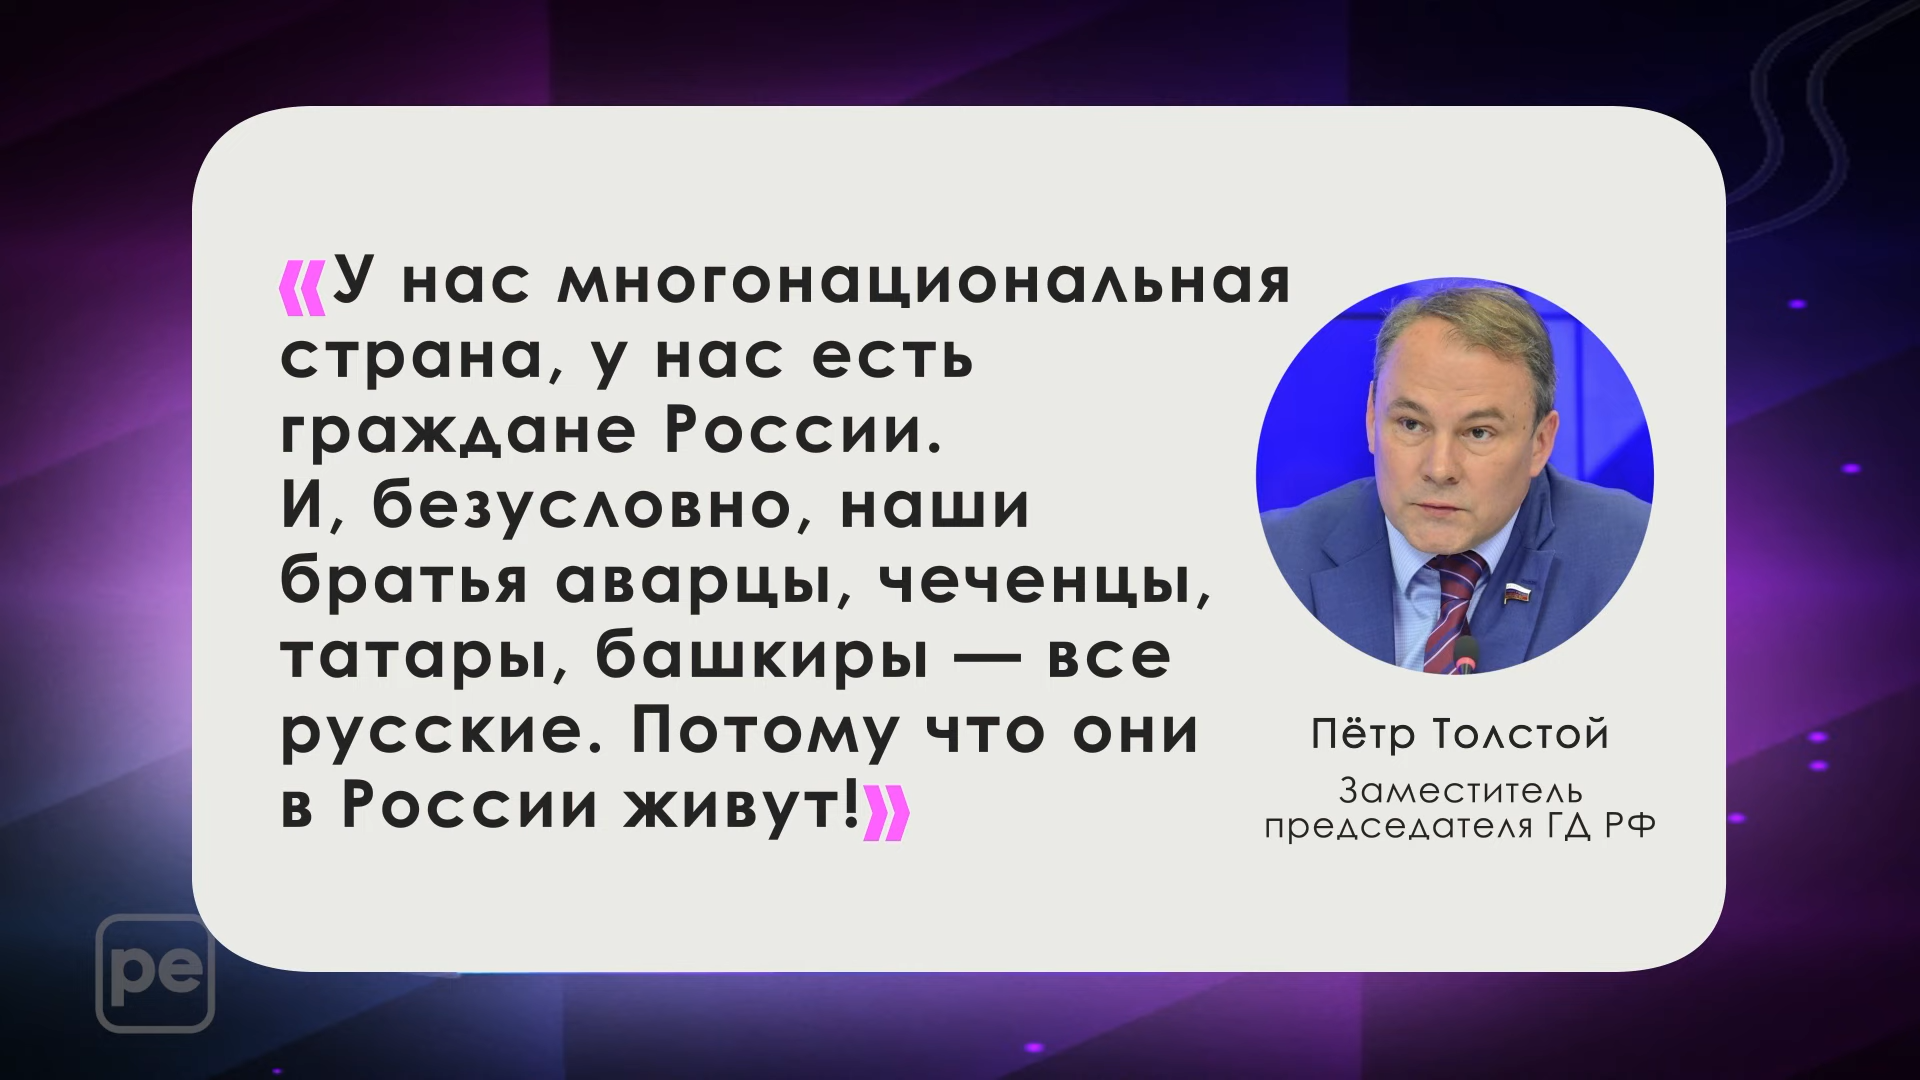 «У нас многонациональная
страна, у нас есть
граждане России.
И, безусловно, наши
братья аварцы, чеченцы,
татары, башкиры — все
русские. Потому что они
в России живут!»
Пётр Толстой
Заместитель
председателя ГД РФ
ре